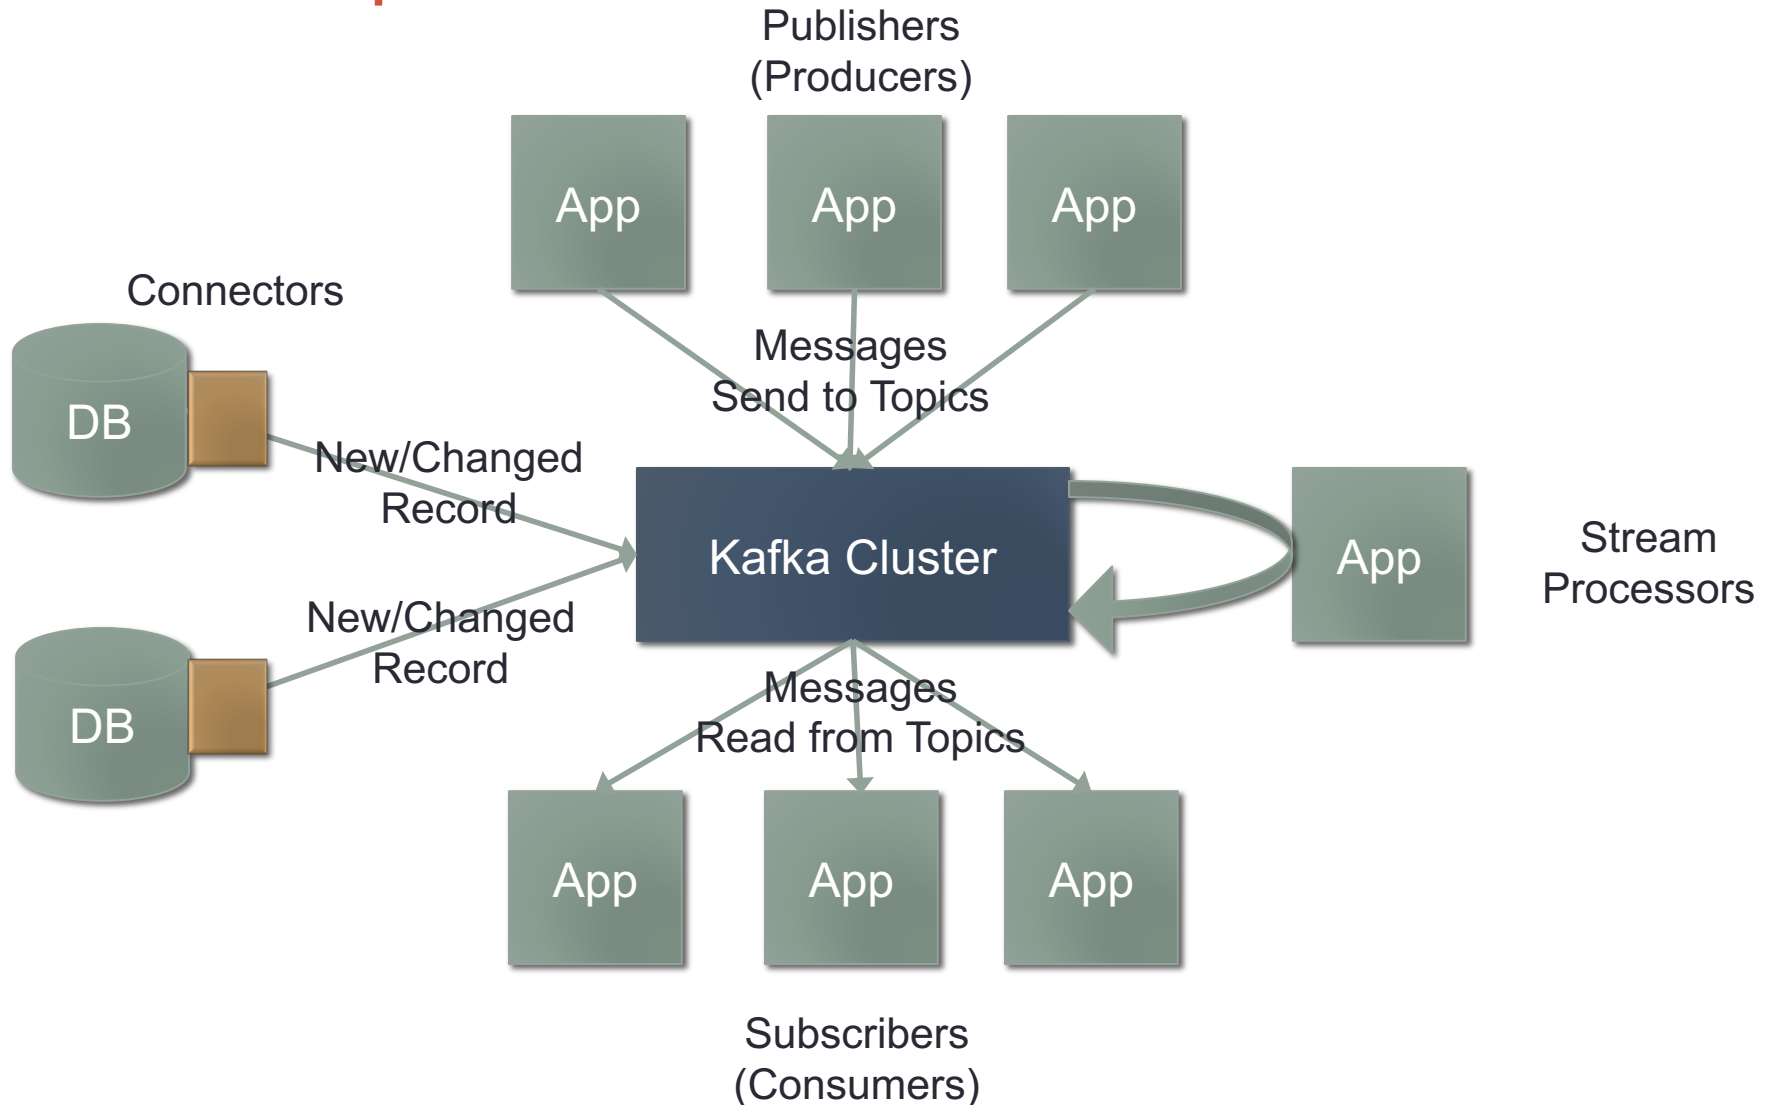 Publishers
(Producers)
App
App
App
Connectors
Messages
Send to Topics
DB
New/Changed
Record
Kafka Cluster
App
Stream
Processors
New/Changed
Record
DB
Messages
Read from Topics
App
App
App
Subscribers
(Consumers)